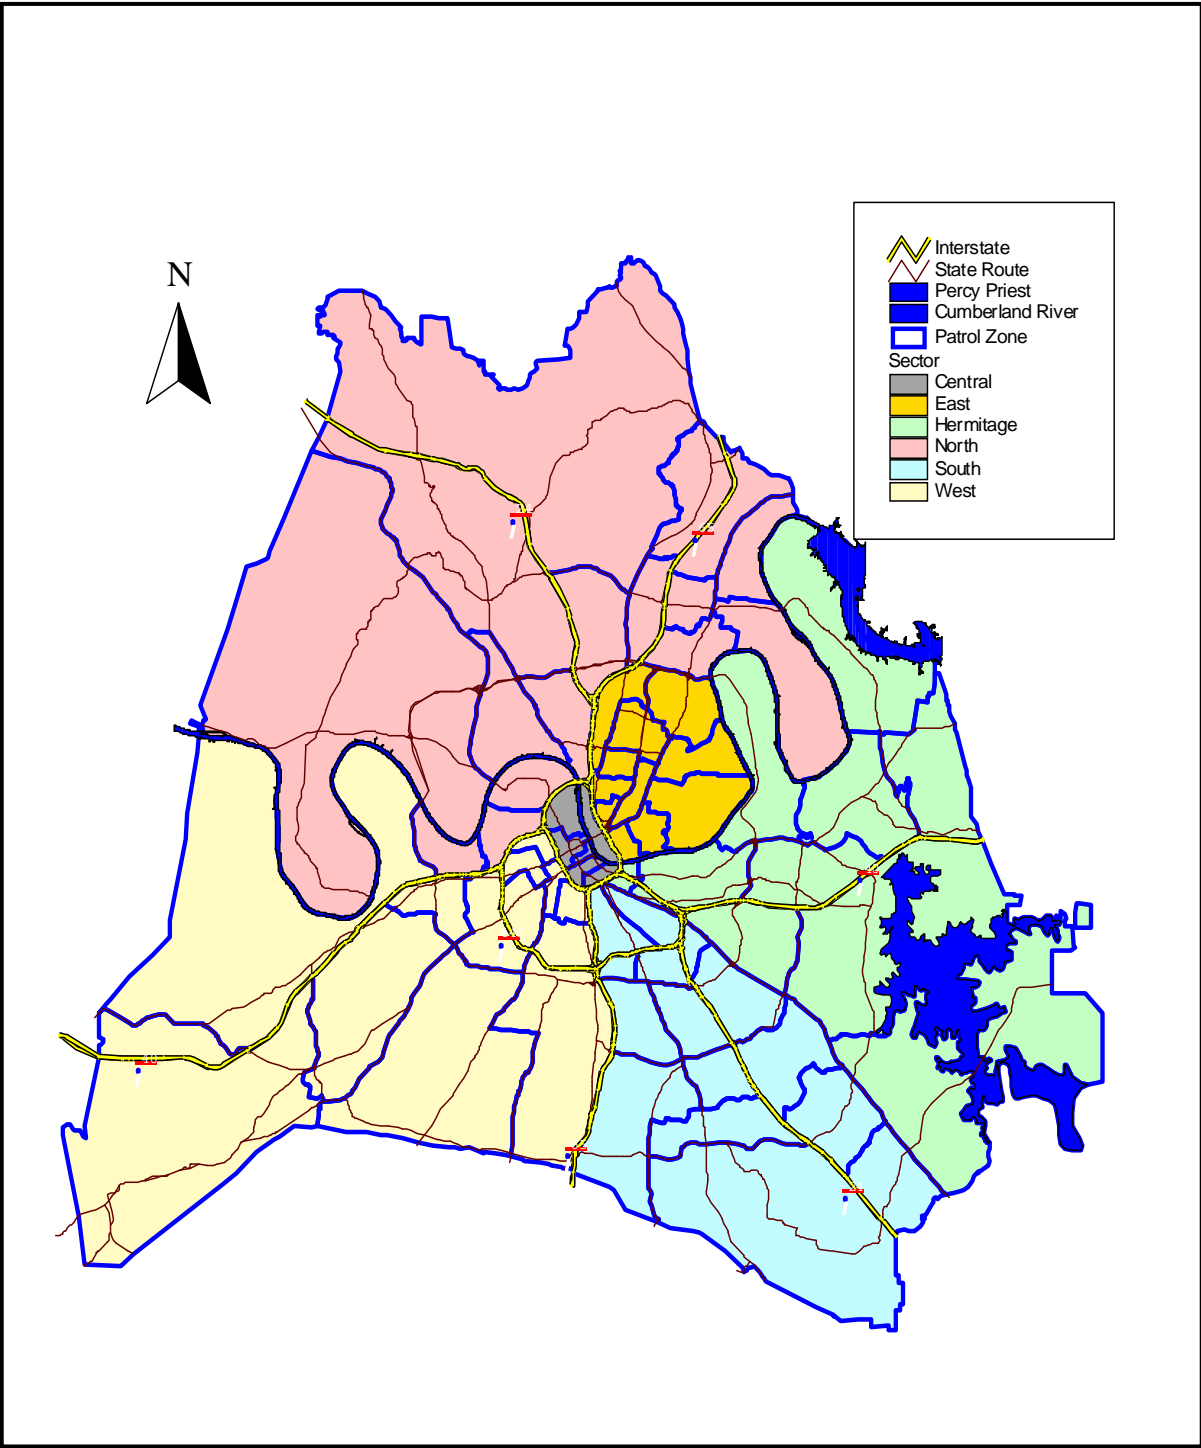 N
Interstate
State Route
Percy Priest
Cumberland River
Patrol Zone
Sector
Central
East
Hermitage
North
South
West